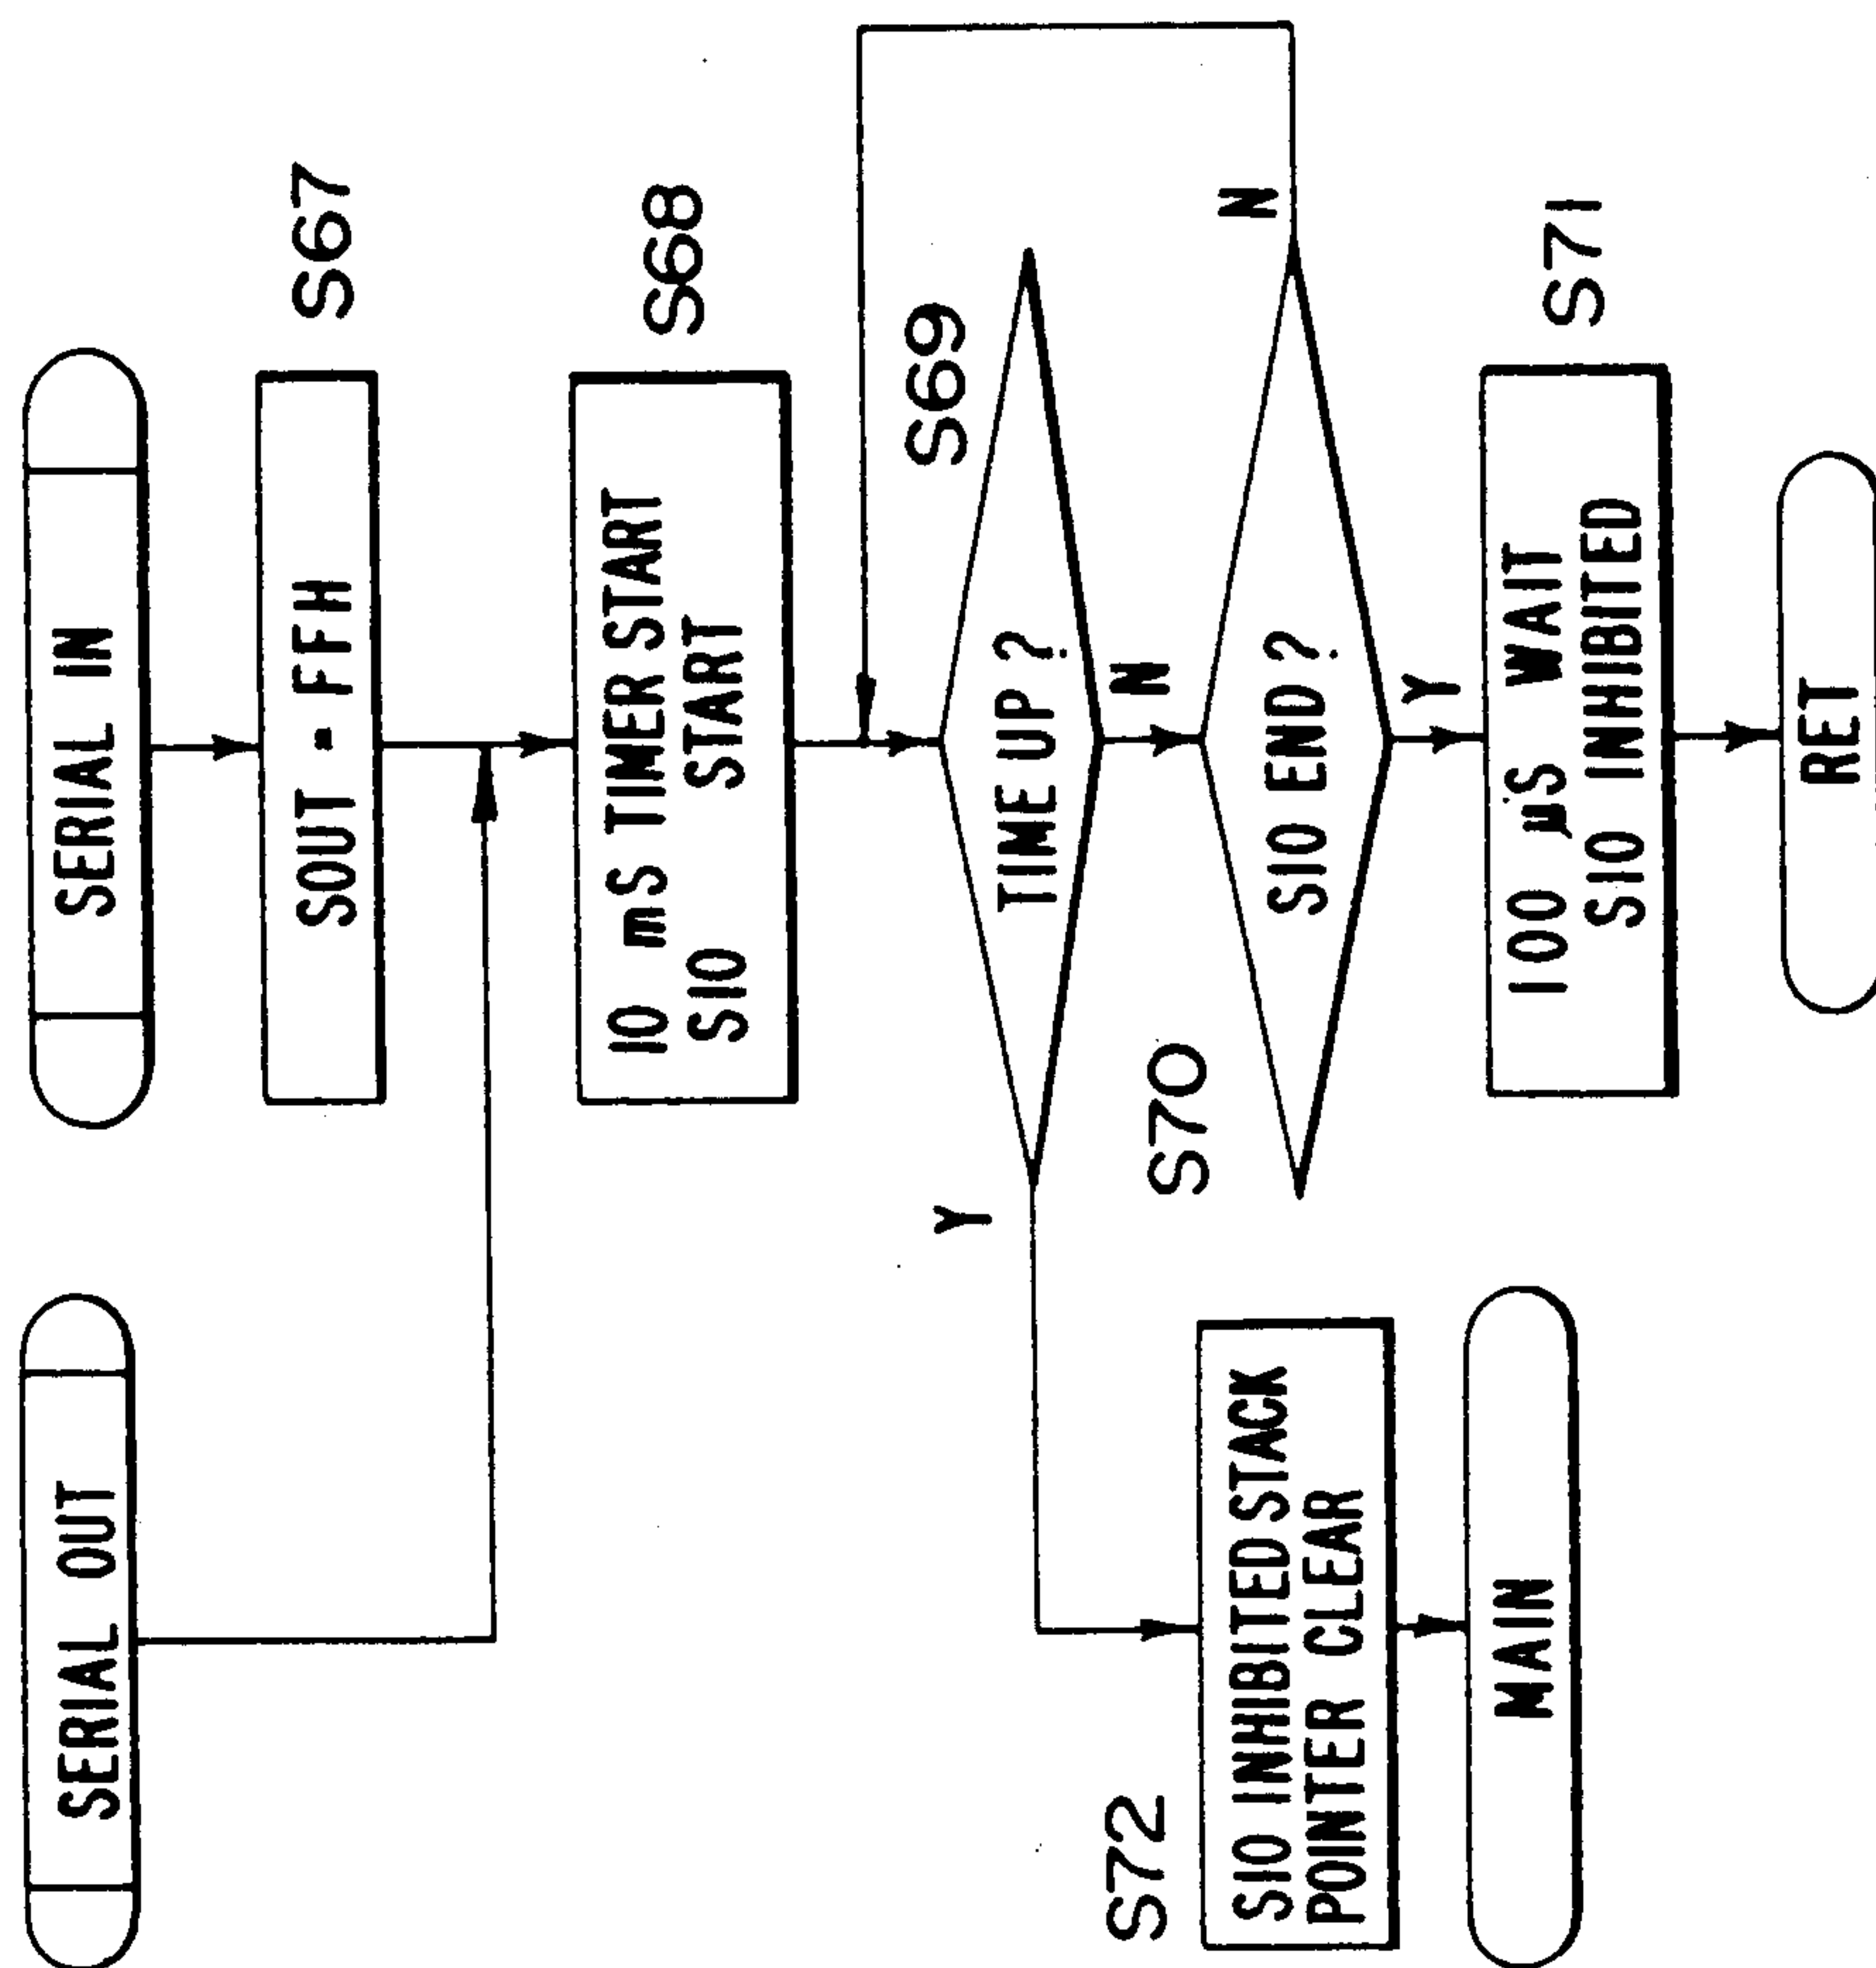 SERIAL OUT
SERIAL IN
SOUT = FFH
S67
10 mS TIMER START
SIO START
S68
S69
TIME UP?
Y
N
S70
SIO END?
N
Y
100 µS WAIT
SIO INHIBITED
S71
RET
S72
SIO INHIBITED STACK
POINTER CLEAR
MAIN